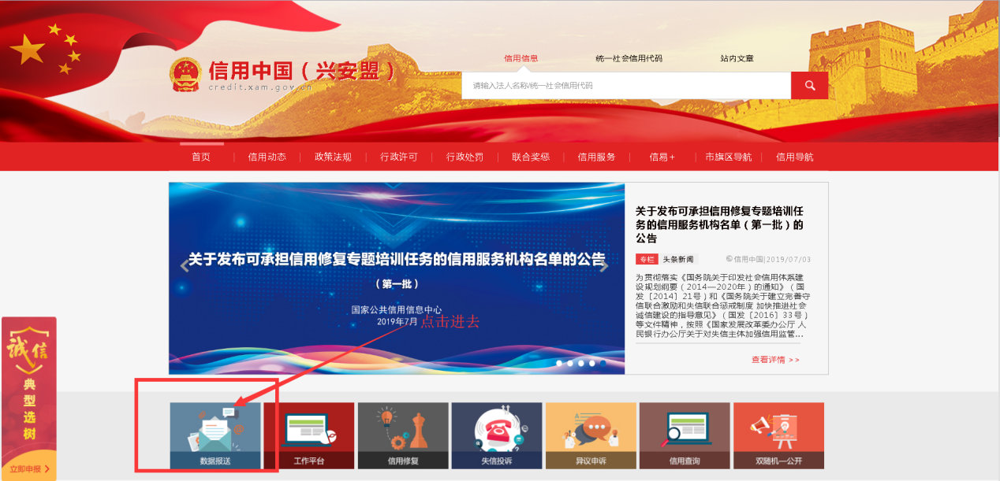 信用中国（兴安盟）
credit.xam.gov.cn
信用信息
统一社会信用代码
站内文章
请输入法人名称/统一社会信用代码
首页
信用动态
政策法规
行政许可
行政处罚
联合奖惩
信用服务
信易+
市旗区导航
信用导航
关于发布可承担信用修复专题培训任务的信用服务机构名单的公告
（第一批）
国家公共信用信息中心
2019年7月
点击进去
关于发布可承担信用修复专题培训任
务的信用服务机构名单（第一批）的
公告
专栏 头条新闻
©信用中国|2019/07/03
为贯彻落实《国务院关于印发社会信用体系建
设规划纲要（2014—2020年）的通知》（国
发〔2014〕21号）和《国务院关于建立完善守
信联合激励和失信联合惩戒制度 加快推进社会
诚信建设的指导意见》（国发〔2016〕33号）
等文件精神，按照《国家发展改革委办公厅 人
民银行办公厅关于对失信主体加强信用监管...
查看详情 >>
诚信
典
型
选
树
立即申报
数据报送
工作平台
信用修复
失信投诉
异议申诉
信用查询
双随机一公开